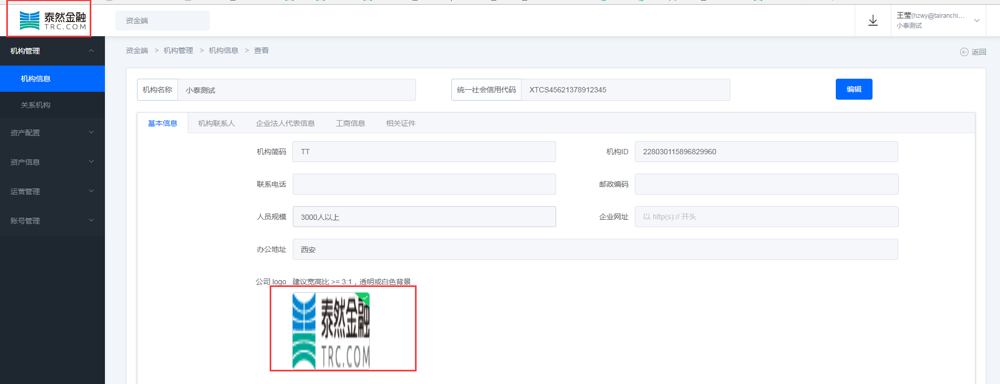 泰然金融
TRC.COM
资金端
王莹(hzwy@tairanchi...
小泰测试
机构管理
机构信息
关系机构
资产配置
资产信息
运营管理
账号管理
资金端 > 机构管理 > 机构信息 > 查看
返回
机构名称 小泰测试
统一社会信用代码 XTCS45621378912345
编辑
基本信息 机构联系人 企业法人代表信息 工商信息 相关证件
机构简码 TT
机构ID 228030115896829960
联系电话
邮政编码
人员规模 3000人以上
企业网址 以 http(s):// 开头
办公地址 西安
公司 logo 建议宽高比 >= 3:1，透明或白色背景
泰然金融
TRC.COM